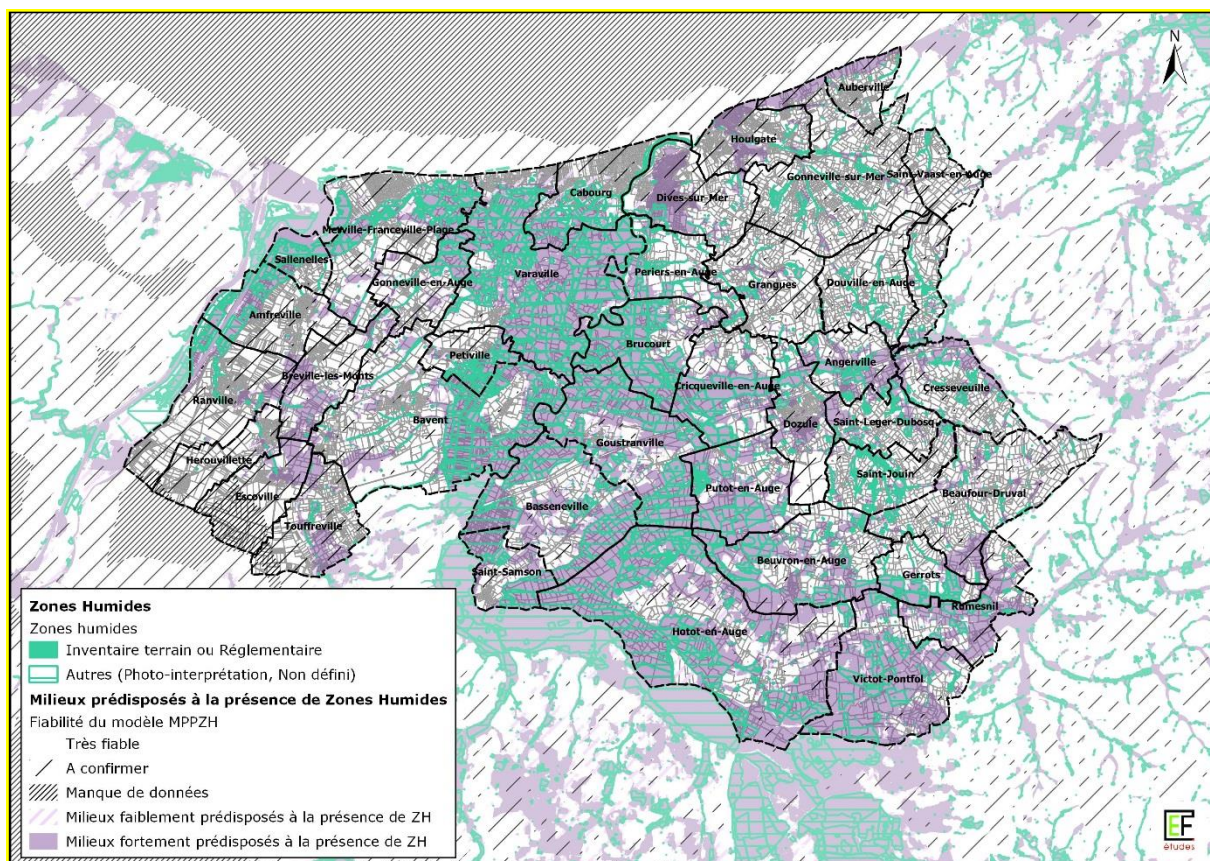 N
Auberville
Houlgate
Gonneville-sur-Mer
Saint-Vaast-en-Auge
Cabourg
Dives-sur-Mer
Merville-Franceville-Plage
Sallenelles
Varaville
Periers-en-Auge
Gonneville-en-Auge
Grangues
Douville-en-Auge
Amfreville
Brucourt
Petiville
Angerville
Breville-les-Monts
Cricqueville-en-Auge
Cresseveuille
Ranville
Bavent
Dozule
Saint-Leger-Dubosq
Goustranville
Herouvillette
Saint-Jouin
Escoville
Putot-en-Auge
Beaufour-Druval
Basseneville
Touffreville
Beuvron-en-Auge
Saint-Samson
Gerrots
Rumesnil
Hotot-en-Auge
Victot-Pontfol
Zones Humides
Zones humides
Inventaire terrain ou Réglementaire
Autres (Photo-interprétation, Non défini)
Milieux prédisposés à la présence de Zones Humides
Fiabilité du modèle MPPZH
Très fiable
A confirmer
Manque de données
Milieux faiblement prédisposés à la présence de ZH
Milieux fortement prédisposés à la présence de ZH
CEF
études